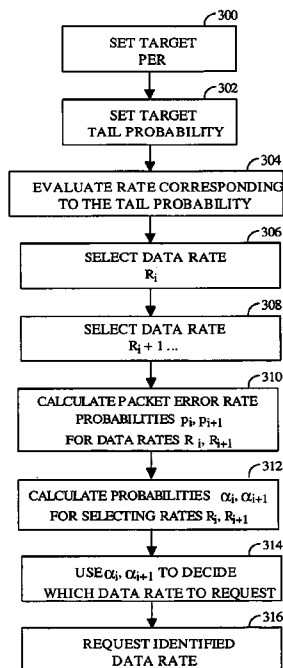 300
SET TARGET
PER
302
SET TARGET
TAIL PROBABILITY
304
EVALUATE RATE CORRESPONDING
TO THE TAIL PROBABILITY
306
SELECT DATA RATE
Ri
308
SELECT DATA RATE
Ri + 1 ...
310
CALCULATE PACKET ERROR RATE
PROBABILITIES pi, pi+1
FOR DATA RATES Ri, Ri+1
312
CALCULATE PROBABILITIES αi, αi+1
FOR SELECTING RATES Ri, Ri+1
314
USE αi, αi+1 TO DECIDE
WHICH DATA RATE TO REQUEST
316
REQUEST IDENTIFIED
DATA RATE